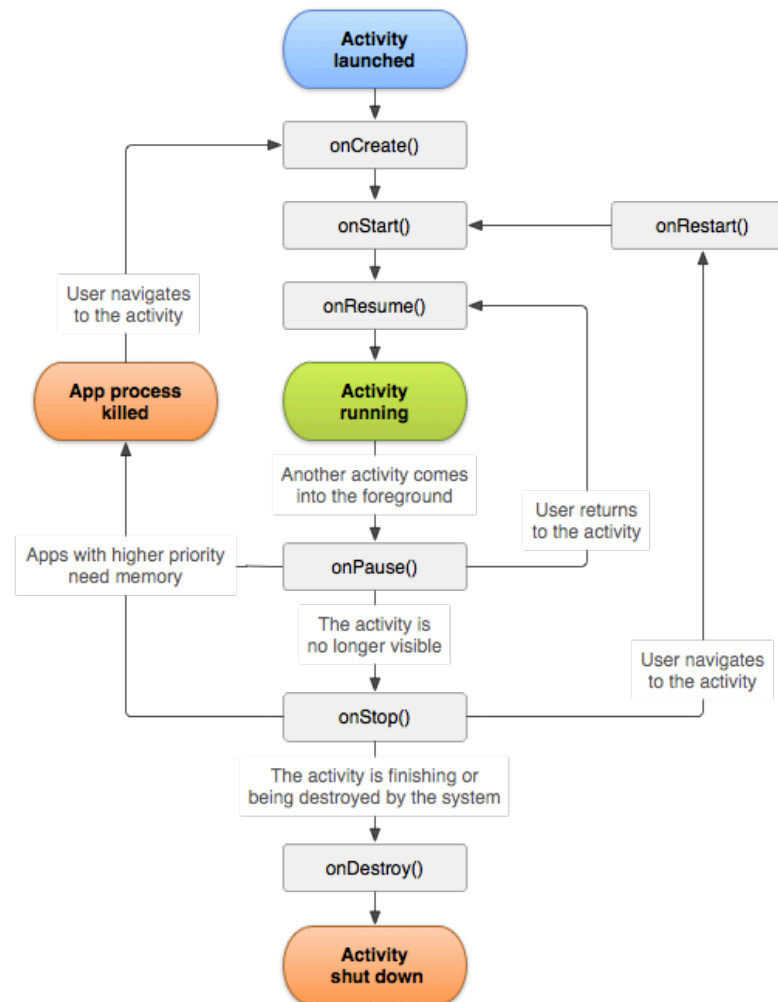 Activity
launched
onCreate()
onStart()
onRestart()
User navigates
to the activity
onResume()
App process
killed
Activity
running
Another activity comes
into the foreground
User returns
to the activity
Apps with higher priority
need memory
onPause()
The activity is
no longer visible
User navigates
to the activity
onStop()
The activity is finishing or
being destroyed by the system
onDestroy()
Activity
shut down